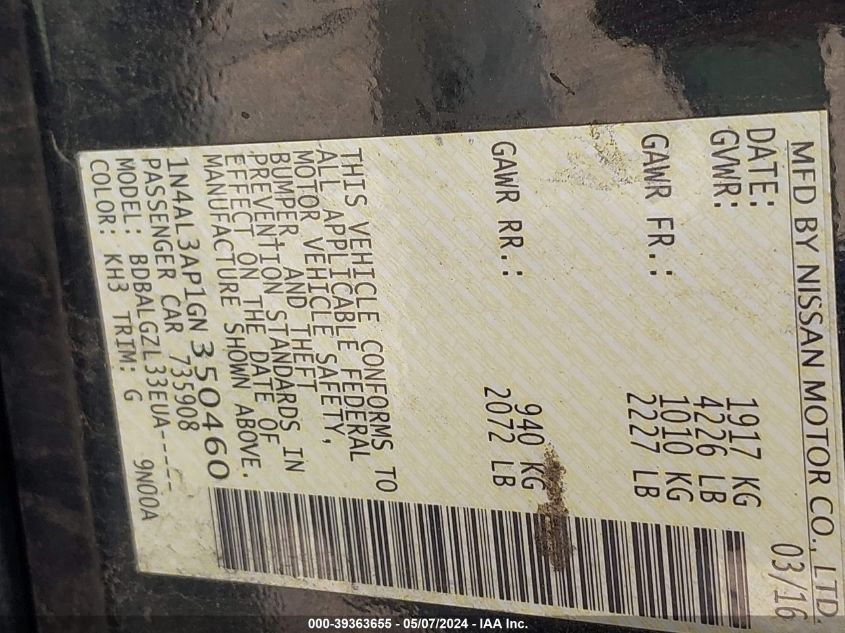 MFD BY NISSAN MOTOR CO., LTD.
DATE: 03/16
GVWR: 1917 KG
4226 LB
GAWR FR.: 1010 KG
2227 LB
GAWR RR.: 940 KG
2072 LB
THIS VEHICLE CONFORMS TO
ALL APPLICABLE FEDERAL
MOTOR VEHICLE SAFETY,
BUMPER, AND THEFT
PREVENTION STANDARDS IN
EFFECT ON THE DATE OF
MANUFACTURE SHOWN ABOVE.
1N4AL3AP1GN350460
PASSENGER CAR 735908
MODEL: BDBALGZL33EUA-----
COLOR: KH3 TRIM: G 9N00A
000-39363655 - 05/07/2024 - IAA Inc.